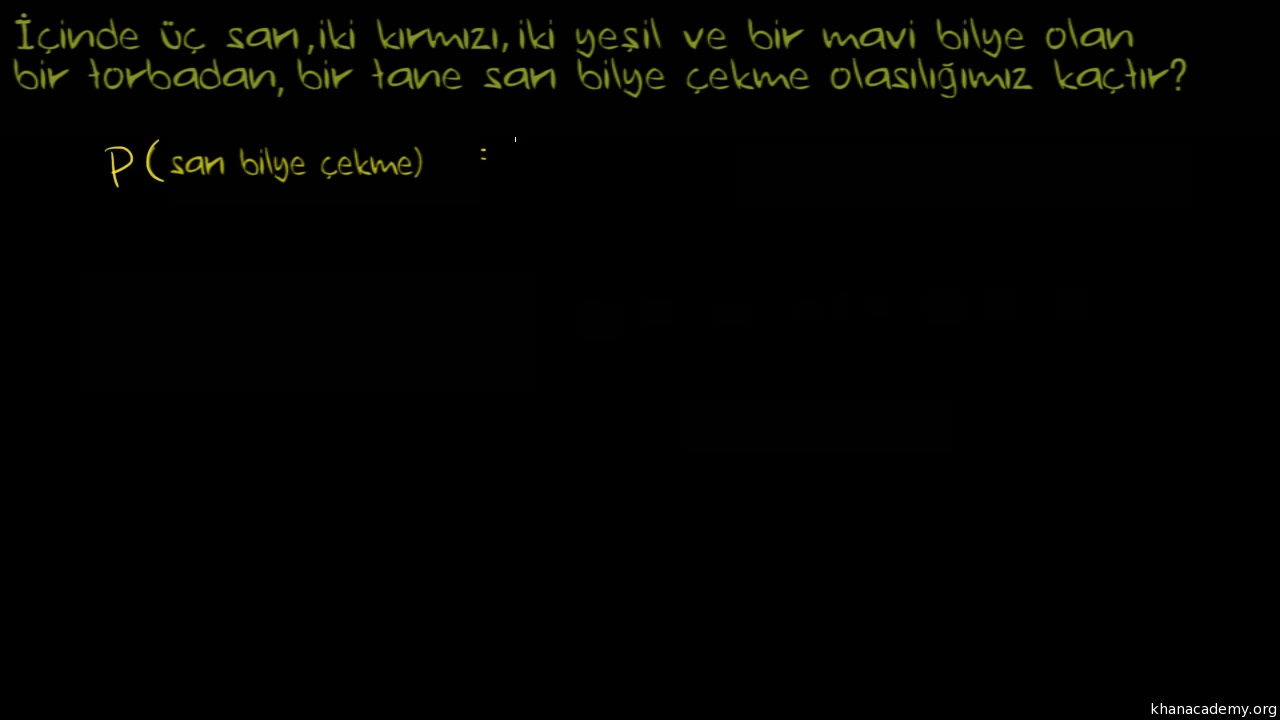 İçinde üç sarı, iki kırmızı, iki yeşil ve bir mavi bilye olan
bir torbadan, bir tane sarı bilye çekme olasılığımız kaçtır?
P(sarı bilye çekme) =
khanacademy.org